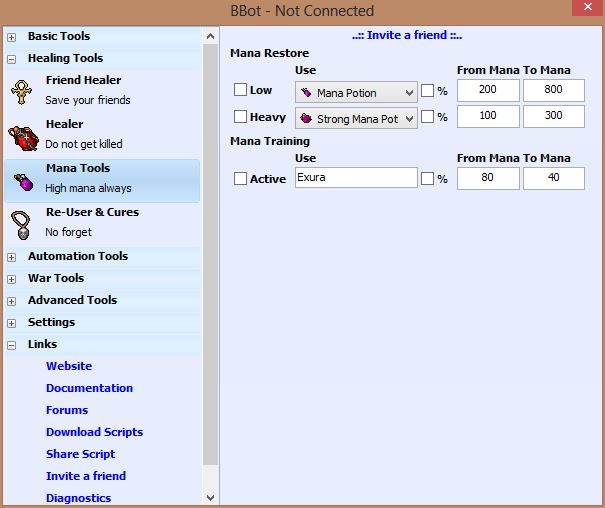 BBot - Not Connected
Basic Tools
Healing Tools
Friend Healer
Save your friends
Healer
Do not get killed
Mana Tools
High mana always
Re-User & Cures
No forget
Automation Tools
War Tools
Advanced Tools
Settings
Links
Website
Documentation
Forums
Download Scripts
Share Script
Invite a friend
Diagnostics
..:: Invite a friend ::..
Mana Restore
Use From Mana To Mana
Low Mana Potion % 200 800
Heavy Strong Mana Pot % 100 300
Mana Training
Use From Mana To Mana
Active Exura % 80 40